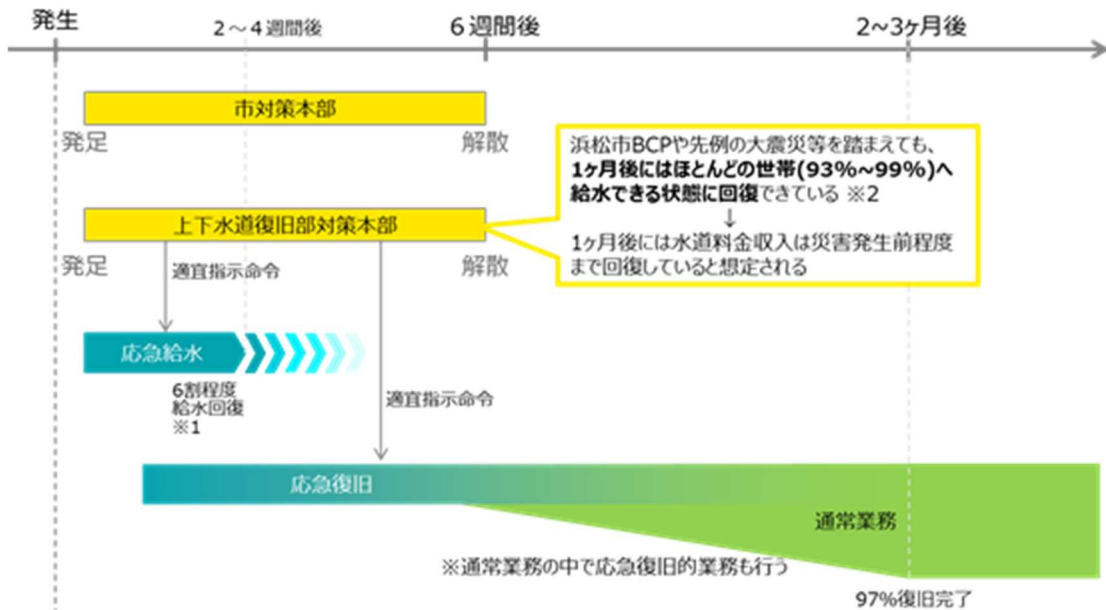 発生
2～4週間後
6週間後
2~3ヶ月後
市対策本部
発足
解散
浜松市BCPや先例の大震災等を踏まえても、
1ヶ月後にはほとんどの世帯(93%~99%)へ
給水できる状態に回復できている ※2
↓
1ヶ月後には水道料金収入は災害発生前程度
まで回復していると想定される
上下水道復旧部対策本部
発足
解散
適宜指示命令
応急給水
6割程度
給水回復
※1
適宜指示命令
応急復旧
通常業務
※通常業務の中で応急復旧的業務も行う
97%復旧完了